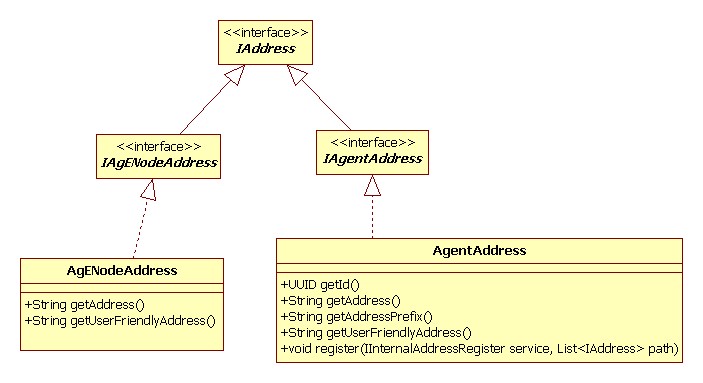 <<interface>>
IAddress
<<interface>>
IAgENodeAddress
<<interface>>
IAgentAddress
AgENodeAddress
+String getAddress()
+String getUserFriendlyAddress()
AgentAddress
+UUID getId()
+String getAddress()
+String getAddressPrefix()
+String getUserFriendlyAddress()
+void register(IInternalAddressRegister service, List<IAddress> path)